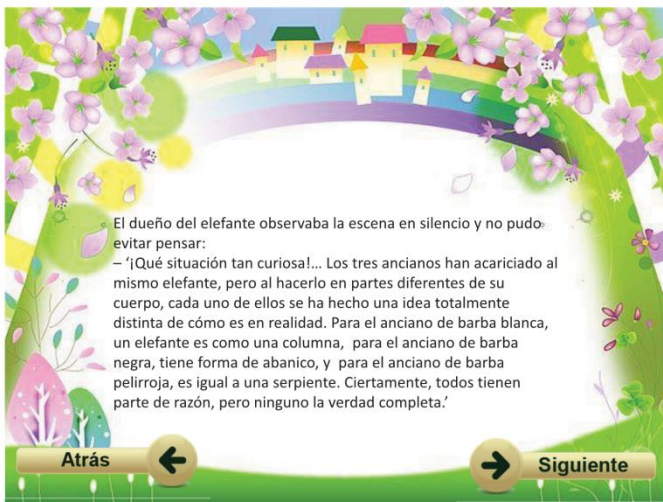 El dueño del elefante observaba la escena en silencio y no pudo
evitar pensar:
– ‘¡Qué situación tan curiosa!... Los tres ancianos han acariciado al
mismo elefante, pero al hacerlo en partes diferentes de su
cuerpo, cada uno de ellos se ha hecho una idea totalmente
distinta de cómo es en realidad. Para el anciano de barba blanca,
un elefante es como una columna,  para el anciano de barba
negra, tiene forma de abanico, y  para el anciano de barba
pelirroja, es igual a una serpiente. Ciertamente, todos tienen
parte de razón, pero ninguno la verdad completa.’
Atrás
Siguiente